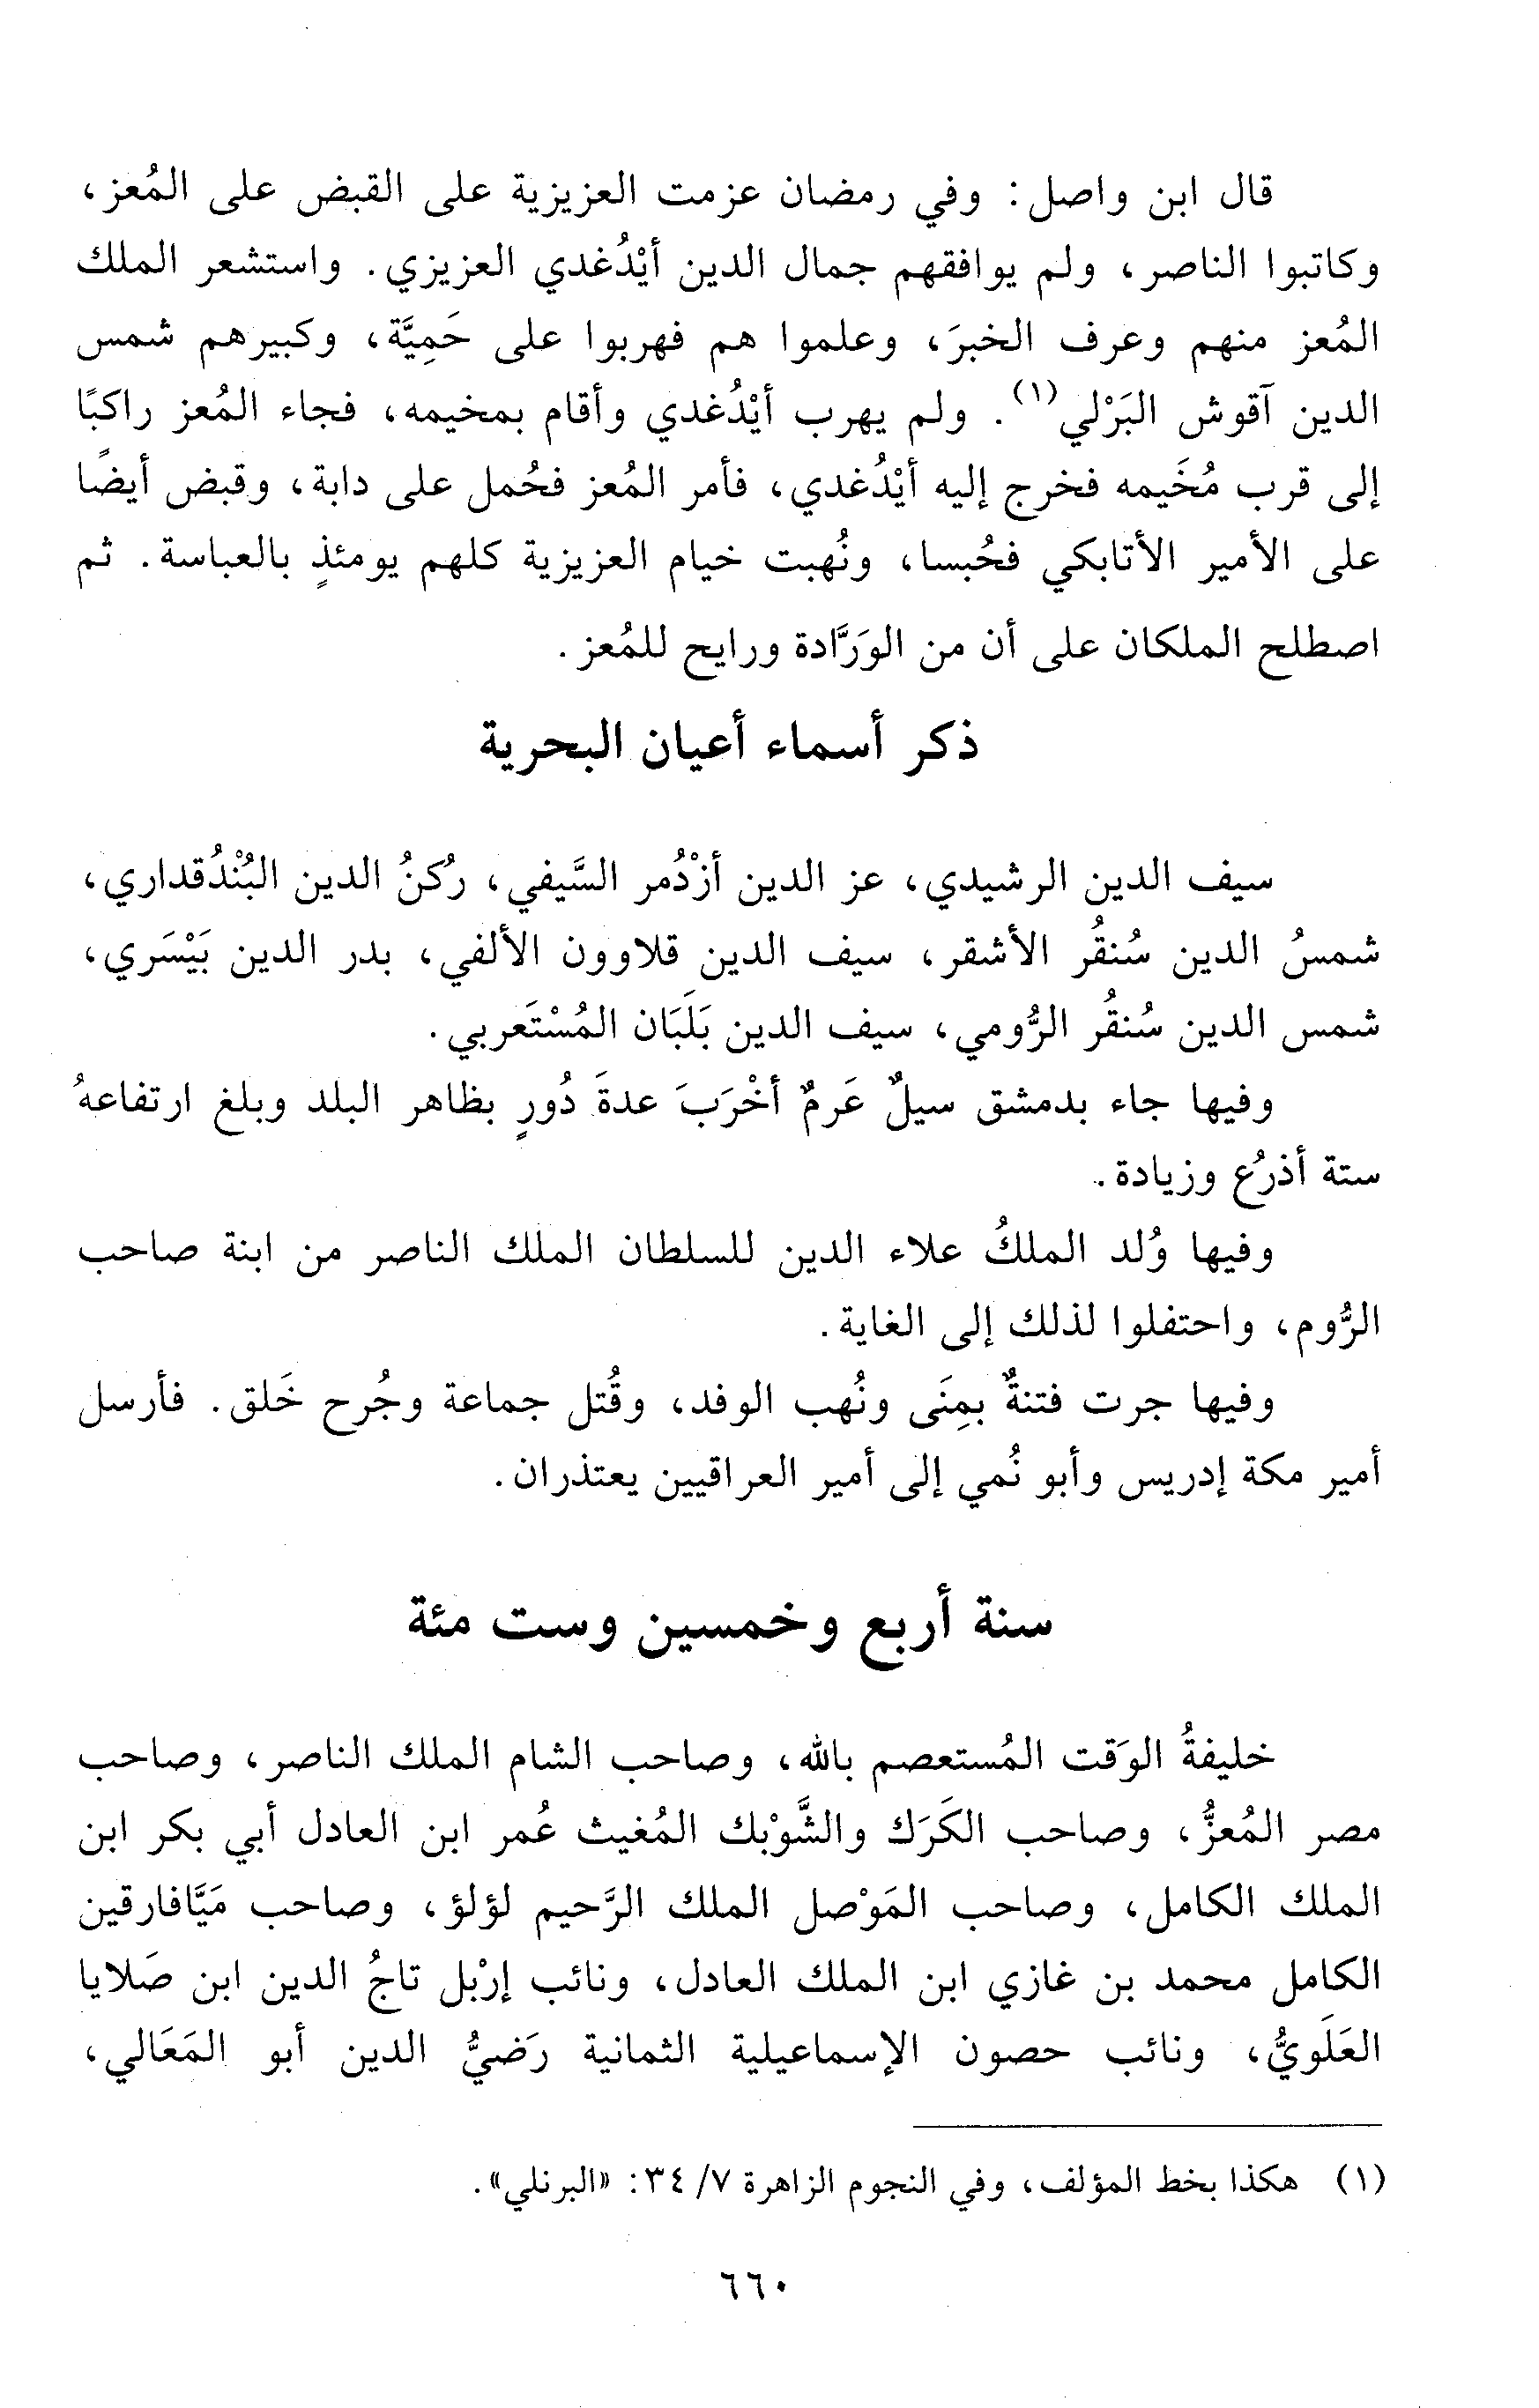 قال ابن واصل: وفي رمضان عزمت العزيزية على القبض على المُعز،
وكاتبوا الناصر، ولم يوافقهم جمال الدين أيْدُغدي العزيزي. واستشعر الملك
المُعز منهم وعرف الخبرَ، وعلموا هم فهربوا على حَمِيَّة، وكبيرهم شمس
الدين آقوش البَرْلي(١). ولم يهرب أيْدُغدي وأقام بمخيمه، فجاء المُعز راكبًا
إلى قرب مُخَيمه فخرج إليه أيْدُغدي، فأمر المُعز فحُمل على دابة، وقبض أيضًا
على الأمير الأتابكي فحُبسا، ونُهبت خيام العزيزية كلهم يومئذٍ بالعباسة. ثم
اصطلح الملكان على أن من الوَرَّادة ورايح للمُعز.
ذكر أسماء أعيان البحرية
سيف الدين الرشيدي، عز الدين أزْدُمر السَّيفي، رُكنُ الدين البُنْدُقداري،
شمسُ الدين سُنقُر الأشقر، سيف الدين قلاوون الألفي، بدر الدين بَيْسَري،
شمس الدين سُنقُر الرُّومي، سيف الدين بَلَبَان المُسْتَعربي.
وفيها جاء بدمشق سيلٌ عَرمٌ أخْرَبَ عدةَ دُورٍ بظاهر البلد وبلغ ارتفاعهُ
ستة أذرُع وزيادة.
وفيها وُلد الملكُ علاء الدين للسلطان الملك الناصر من ابنة صاحب
الرُّوم، واحتفلوا لذلك إلى الغاية.
وفيها جرت فتنةٌ بمِنَى ونُهب الوفد، وقُتل جماعة وجُرح خَلق. فأرسل
أمير مكة إدريس وأبو نُمي إلى أمير العراقيين يعتذران.
سنة أربع وخمسين وست مئة
خليفةُ الوَقت المُستعصم بالله، وصاحب الشام الملك الناصر، وصاحب
مصر المُعزُّ، وصاحب الكَرَك والشَّوْبك المُغيث عُمر ابن العادل أبي بكر ابن
الملك الكامل، وصاحب المَوْصل الملك الرَّحيم لؤلؤ، وصاحب مَيَّافارقين
الكامل محمد بن غازي ابن الملك العادل، ونائب إرْبل تاجُ الدين ابن صَلايا
العَلَويُّ، ونائب حصون الإسماعيلية الثمانية رَضيُّ الدين أبو المَعَالي،
(١) هكذا بخط المؤلف، وفي النجوم الزاهرة ٧/ ٣٤: «البرنلي».
٦٦٠